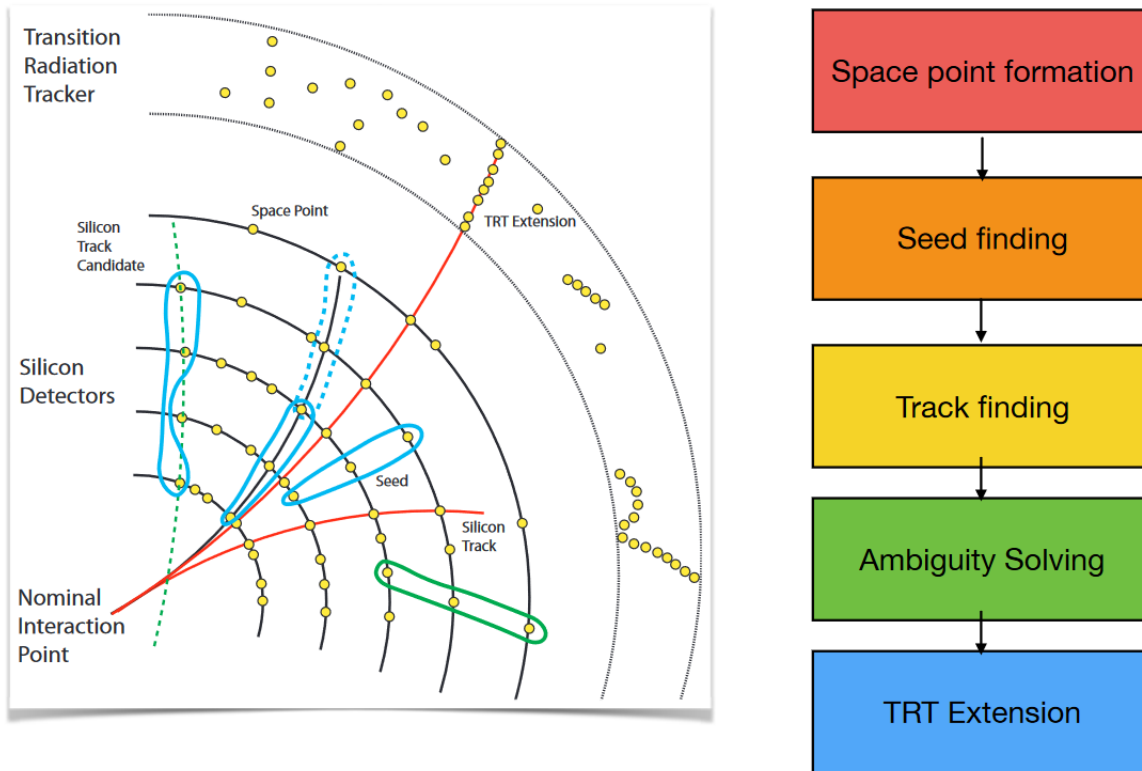 Transition
Radiation
Tracker
Space Point
TRT Extension
Silicon
Track
Candidate
Silicon
Detectors
Seed
Silicon
Track
Nominal
Interaction
Point
Space point formation
Seed finding
Track finding
Ambiguity Solving
TRT Extension